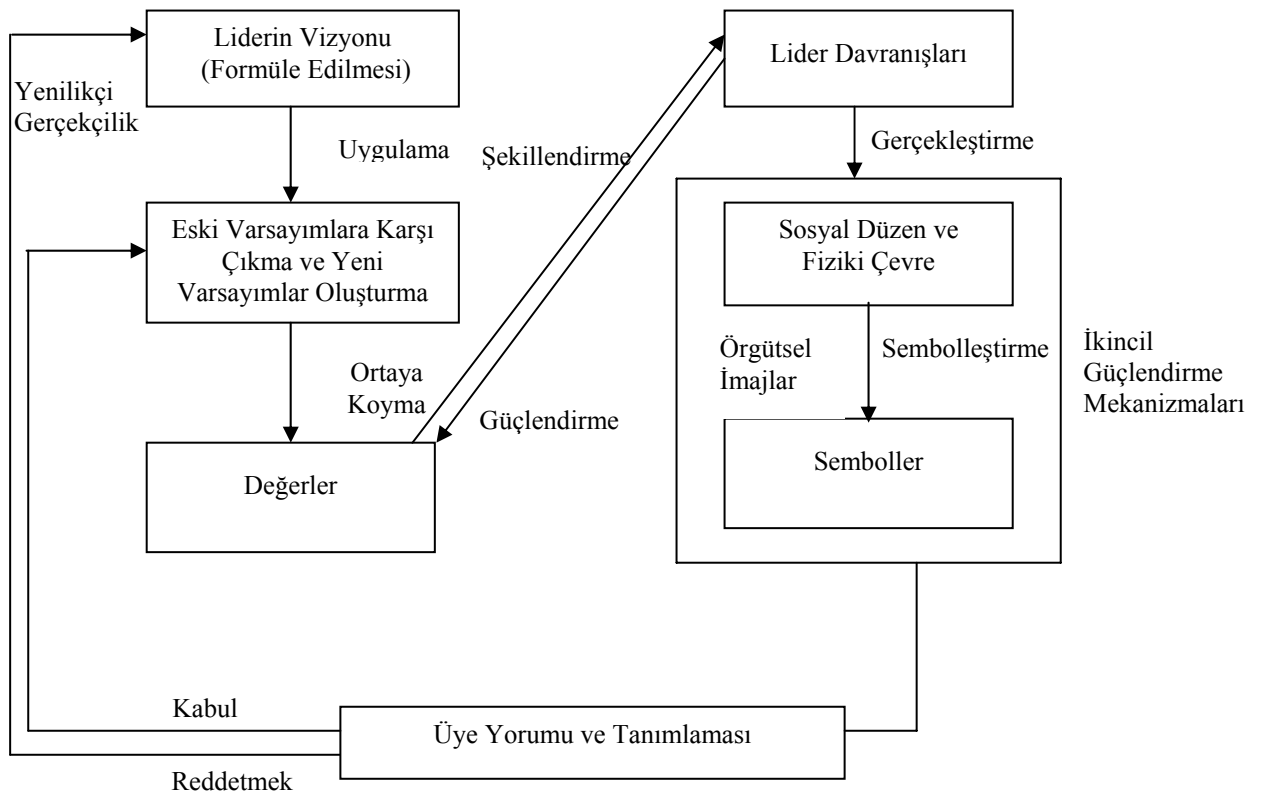 Liderin Vizyonu
(Formüle Edilmesi)
Lider Davranışları
Yenilikçi
Gerçekçilik
Uygulama
Şekillendirme
Gerçekleştirme
Eski Varsayımlara Karşı
Çıkma ve Yeni
Varsayımlar Oluşturma
Sosyal Düzen ve
Fiziki Çevre
Örgütsel
İmajlar
Sembolleştirme
İkincil
Güçlendirme
Mekanizmaları
Ortaya
Koyma
Güçlendirme
Değerler
Semboller
Kabul
Üye Yorumu ve Tanımlaması
Reddetmek